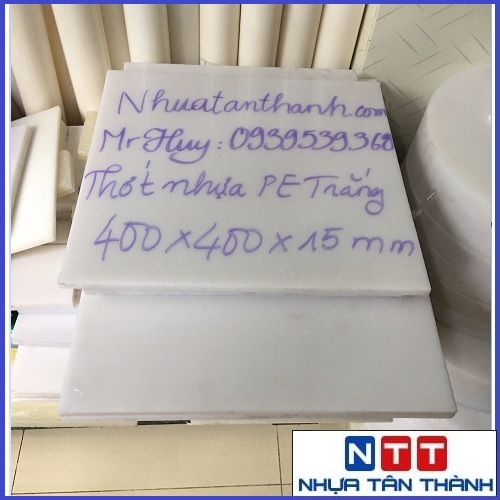 Nhuatanthanh.com
Mr Huy: 0939539368
Thớt nhựa PE Trắng
400 x 400 x 15 mm
NTT
NHỰA TÂN THÀNH